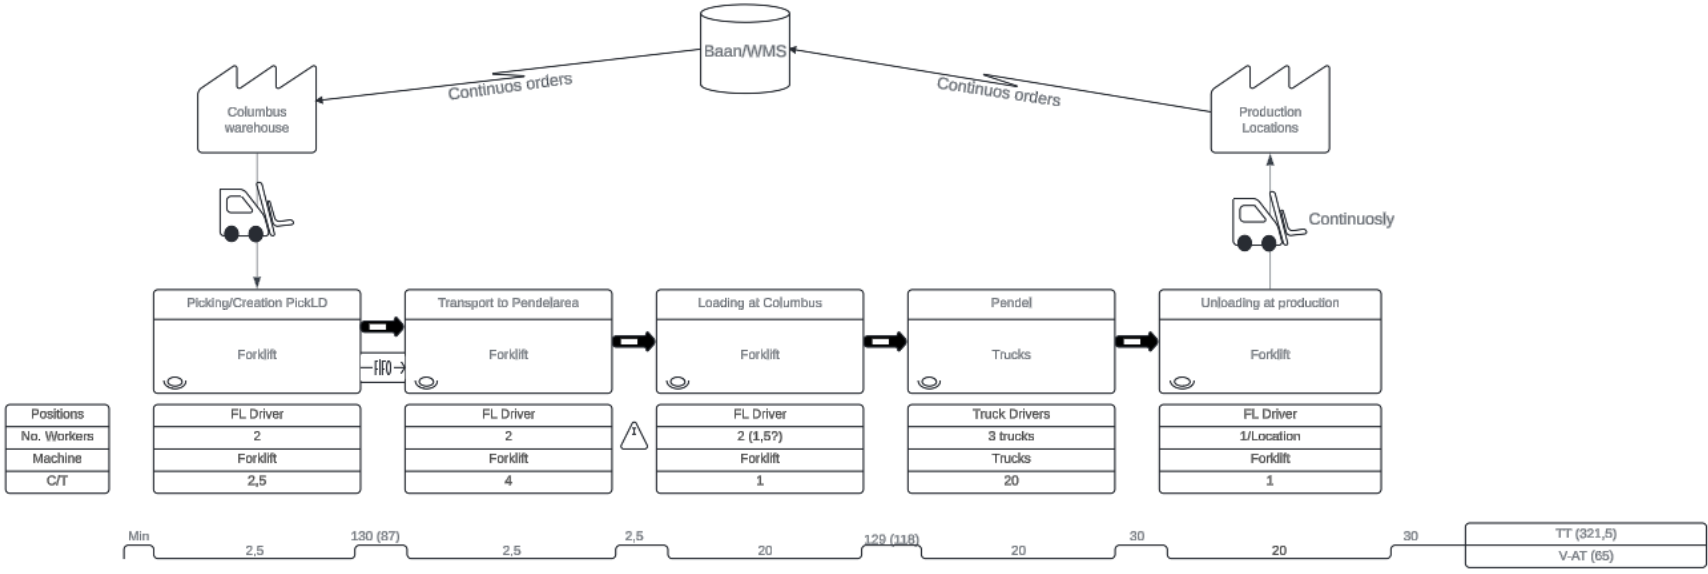 Baan/WMS
Continuos orders
Continuos orders
Columbus
warehouse
Production
Locations
Continuosly
Picking/Creation PickLD
Transport to Pendelarea
Loading at Columbus
Pendel
Unloading at production
Forklift
Forklift
Forklift
Trucks
Forklift
FIFO
Positions
FL Driver
FL Driver
FL Driver
Truck Drivers
FL Driver
No. Workers
2
2
I
2 (1,5?)
3 trucks
1/Location
Machine
Forklift
Forklift
Forklift
Trucks
Forklift
C/T
2,5
4
1
20
1
Min
130 (87)
2,5
129 (118)
30
30
TT (321,5)
2,5
2,5
20
20
20
V-AT (65)